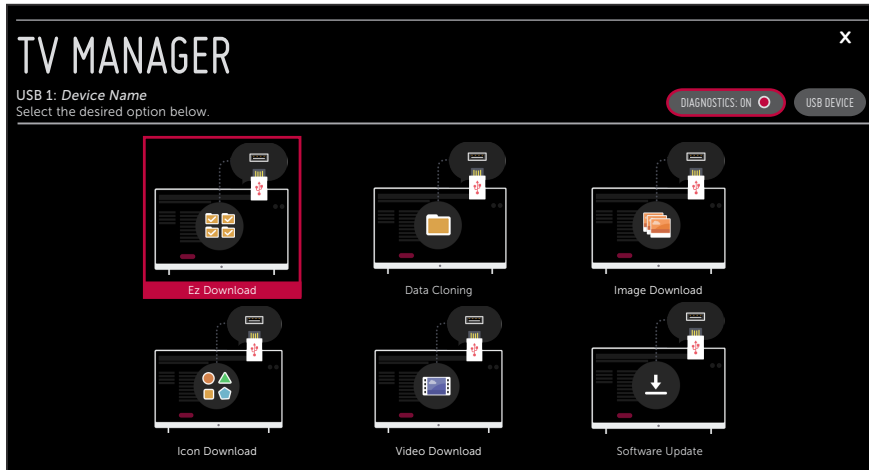 TV MANAGER
X
USB 1: Device Name
Select the desired option below.
DIAGNOSTICS: ON
USB DEVICE
Ez Download
Data Cloning
Image Download
Icon Download
Video Download
Software Update